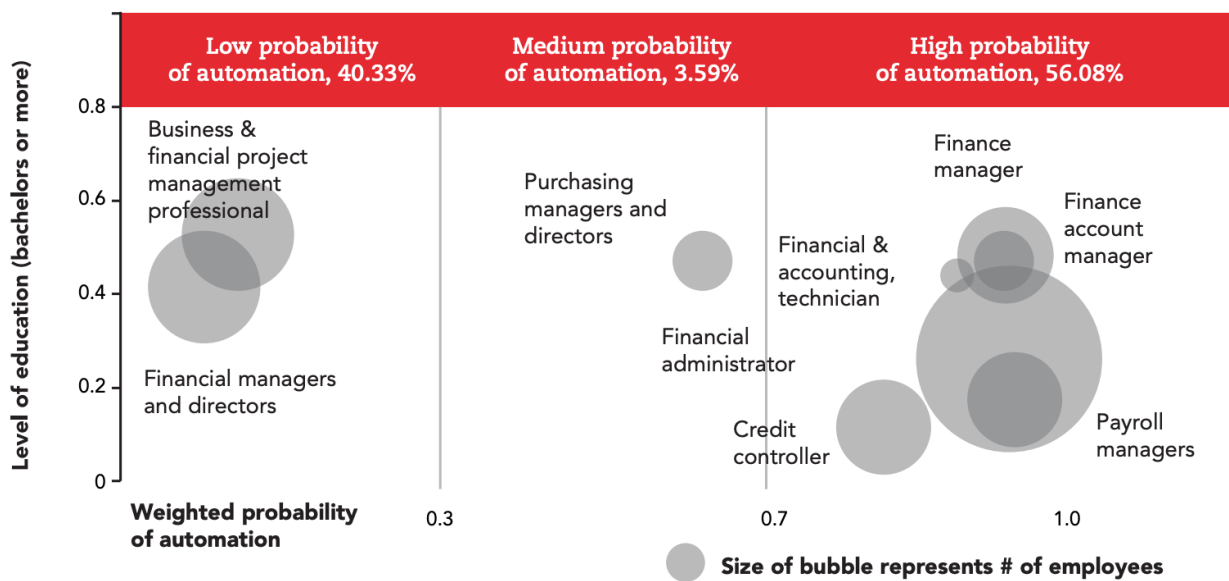 Low probability
of automation, 40.33%
Medium probability
of automation, 3.59%
High probability
of automation, 56.08%
Level of education (bachelors or more)
0.8
0.6
0.4
0.2
0
Business &
financial project
management
professional
Financial managers
and directors
Purchasing
managers and
directors
Financial
administrator
Finance
manager
Finance
account
manager
Financial &
accounting,
technician
Credit
controller
Payroll
managers
Weighted probability
of automation
0.3
0.7
1.0
Size of bubble represents # of employees